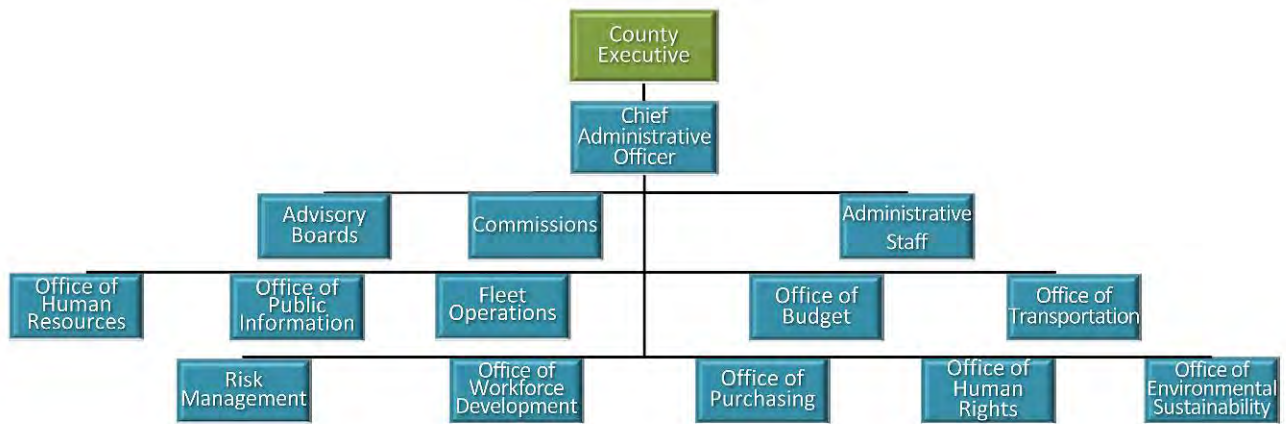 County
Executive
Chief
Administrative
Officer
Advisory
Boards
Commissions
Administrative
Staff
Office of
Human
Resources
Office of
Public
Information
Fleet
Operations
Office of
Budget
Office of
Transportation
Risk
Management
Office of
Workforce
Development
Office of
Purchasing
Office of
Human
Rights
Office of
Environmental
Sustainability